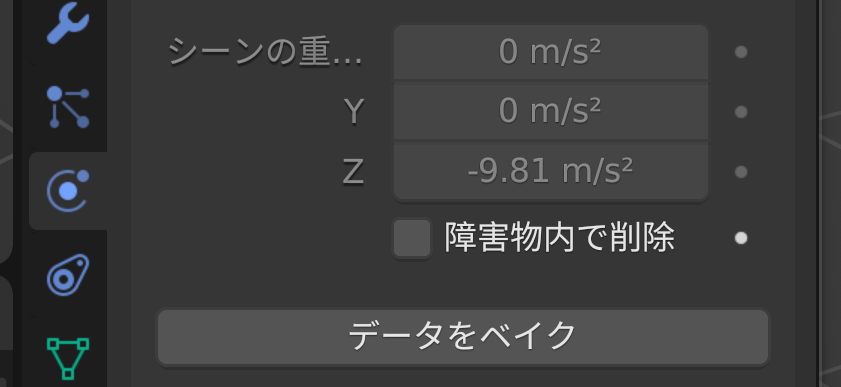 シーンの重... 0 m/s²
Y 0 m/s²
Z -9.81 m/s²
障害物内で削除
データをベイク